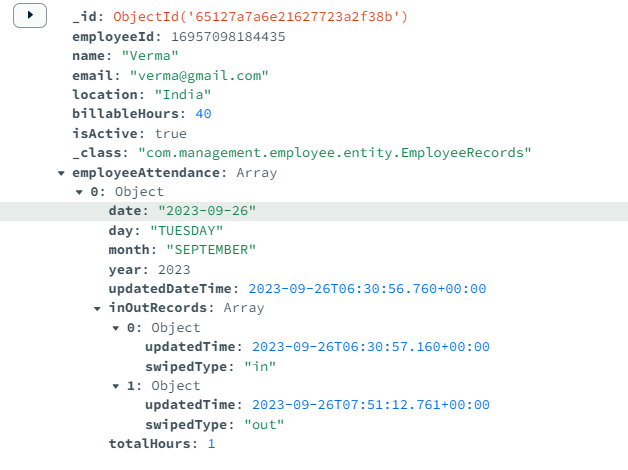 _id: ObjectId('65127a7a6e21627723a2f38b')
employeeId: 16957098184435
name: "Verma"
email: "verma@gmail.com"
location: "India"
billableHours: 40
isActive: true
_class: "com.management.employee.entity.EmployeeRecords"
employeeAttendance: Array
0: Object
date: "2023-09-26"
day: "TUESDAY"
month: "SEPTEMBER"
year: 2023
updatedDateTime: 2023-09-26T06:30:56.760+00:00
inOutRecords: Array
0: Object
updatedTime: 2023-09-26T06:30:57.160+00:00
swipedType: "in"
1: Object
updatedTime: 2023-09-26T07:51:12.761+00:00
swipedType: "out"
totalHours: 1